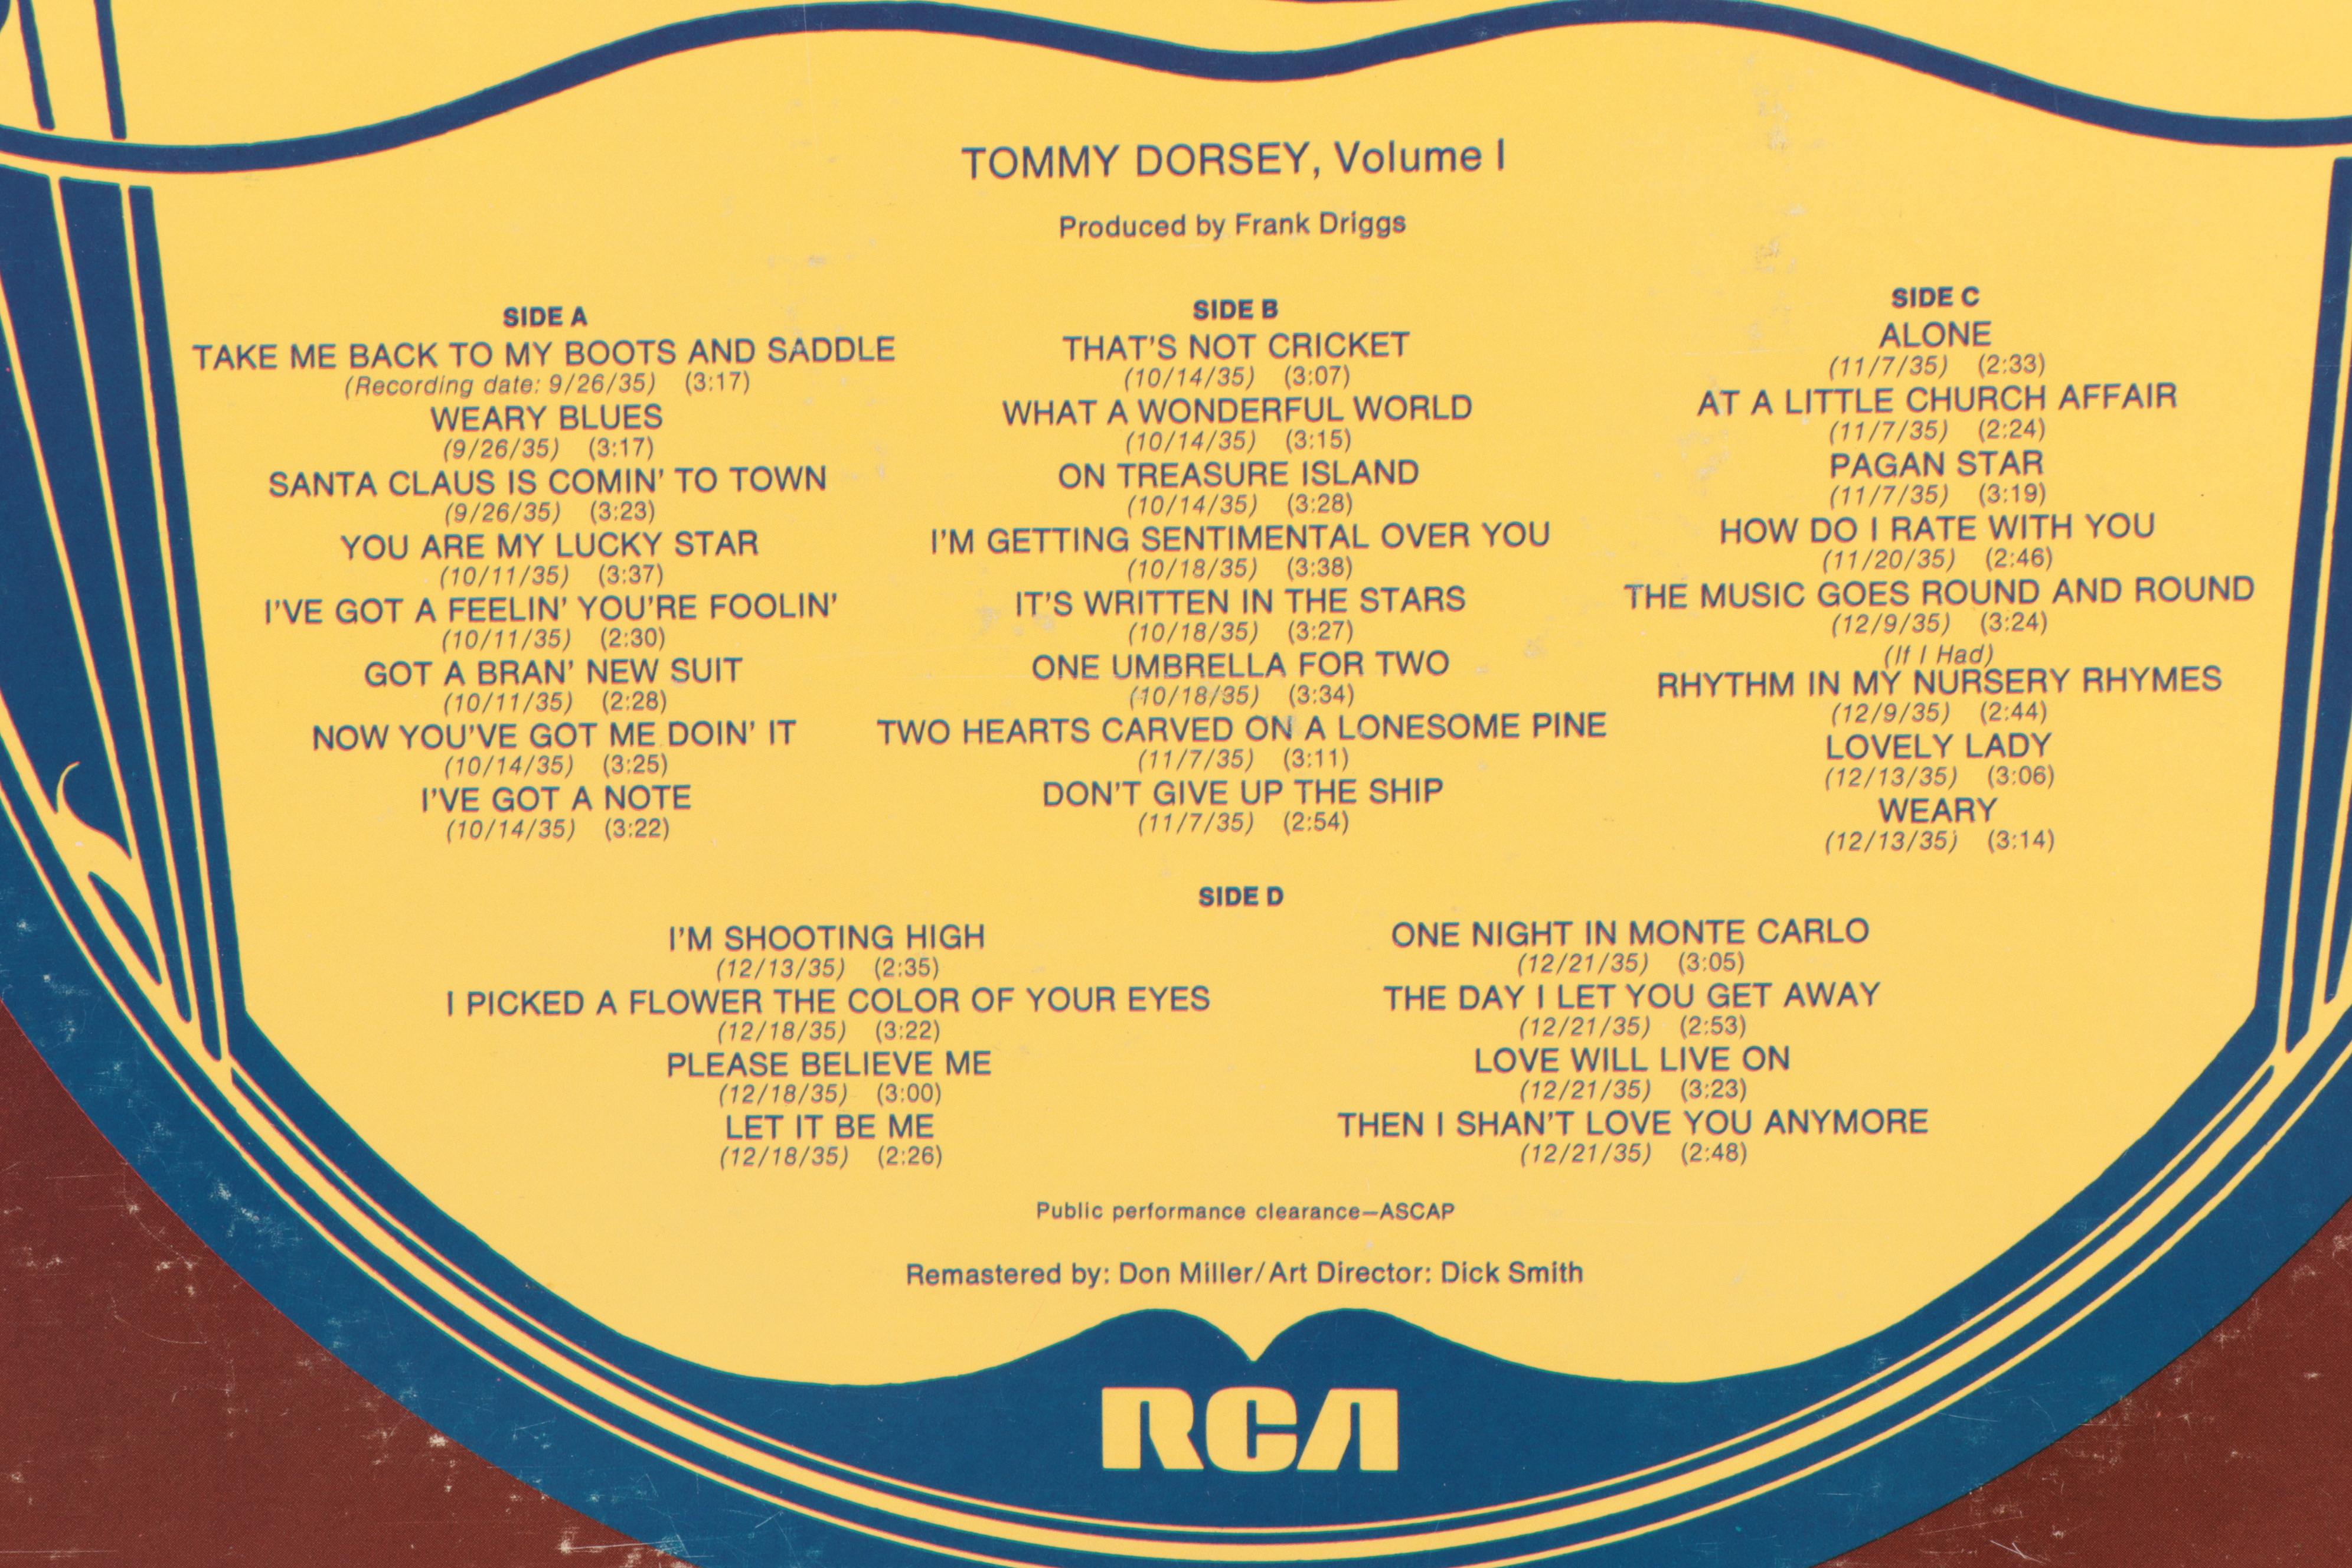 TOMMY DORSEY, Volume I
Produced by Frank Driggs
SIDE A
TAKE ME BACK TO MY BOOTS AND SADDLE
(Recording date: 9/26/35) (3:17)
WEARY BLUES
(9/26/35) (3:17)
SANTA CLAUS IS COMIN' TO TOWN
(9/26/35) (3:23)
YOU ARE MY LUCKY STAR
(10/11/35) (3:37)
I'VE GOT A FEELIN' YOU'RE FOOLIN'
(10/11/35) (2:30)
GOT A BRAN' NEW SUIT
(10/11/35) (2:28)
NOW YOU'VE GOT ME DOIN' IT
(10/14/35) (3:25)
I'VE GOT A NOTE
(10/14/35) (3:22)
SIDE B
THAT'S NOT CRICKET
(10/14/35) (3:07)
WHAT A WONDERFUL WORLD
(10/14/35) (3:15)
ON TREASURE ISLAND
(10/14/35) (3:28)
I'M GETTING SENTIMENTAL OVER YOU
(10/18/35) (3:38)
IT'S WRITTEN IN THE STARS
(10/18/35) (3:27)
ONE UMBRELLA FOR TWO
(10/18/35) (3:34)
TWO HEARTS CARVED ON A LONESOME PINE
(11/7/35) (3:11)
DON'T GIVE UP THE SHIP
(11/7/35) (2:54)
SIDE C
ALONE
(11/7/35) (2:33)
AT A LITTLE CHURCH AFFAIR
(11/7/35) (2:24)
PAGAN STAR
(11/7/35) (3:19)
HOW DO I RATE WITH YOU
(11/20/35) (2:46)
THE MUSIC GOES ROUND AND ROUND
(12/9/35) (3:24)
(If I Had)
RHYTHM IN MY NURSERY RHYMES
(12/9/35) (2:44)
LOVELY LADY
(12/13/35) (3:06)
WEARY
(12/13/35) (3:14)
SIDE D
I'M SHOOTING HIGH
(12/13/35) (2:35)
I PICKED A FLOWER THE COLOR OF YOUR EYES
(12/18/35) (3:22)
PLEASE BELIEVE ME
(12/18/35) (3:00)
LET IT BE ME
(12/18/35) (2:26)
ONE NIGHT IN MONTE CARLO
(12/21/35) (3:05)
THE DAY I LET YOU GET AWAY
(12/21/35) (2:53)
LOVE WILL LIVE ON
(12/21/35) (3:23)
THEN I SHAN'T LOVE YOU ANYMORE
(12/21/35) (2:48)
Public performance clearance—ASCAP
Remastered by: Don Miller/Art Director: Dick Smith
RCA